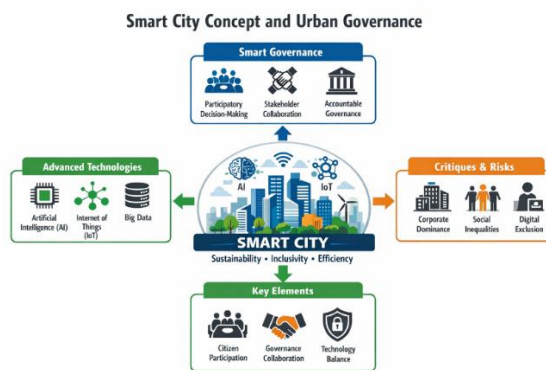 Smart City Concept and Urban Governance
Smart Governance
Participatory
Decision-Making
Stakeholder
Collaboration
Accountable
Governance
Advanced Technologies
Artificial
Intelligence (AI)
Internet of
Things
(IoT)
Big Data
AI
IoT
SMART CITY
Sustainability • Inclusivity • Efficiency
Critiques & Risks
Corporate
Dominance
Social
Inequalities
Digital
Exclusion
Key Elements
Citizen
Participation
Governance
Collaboration
Technology
Balance